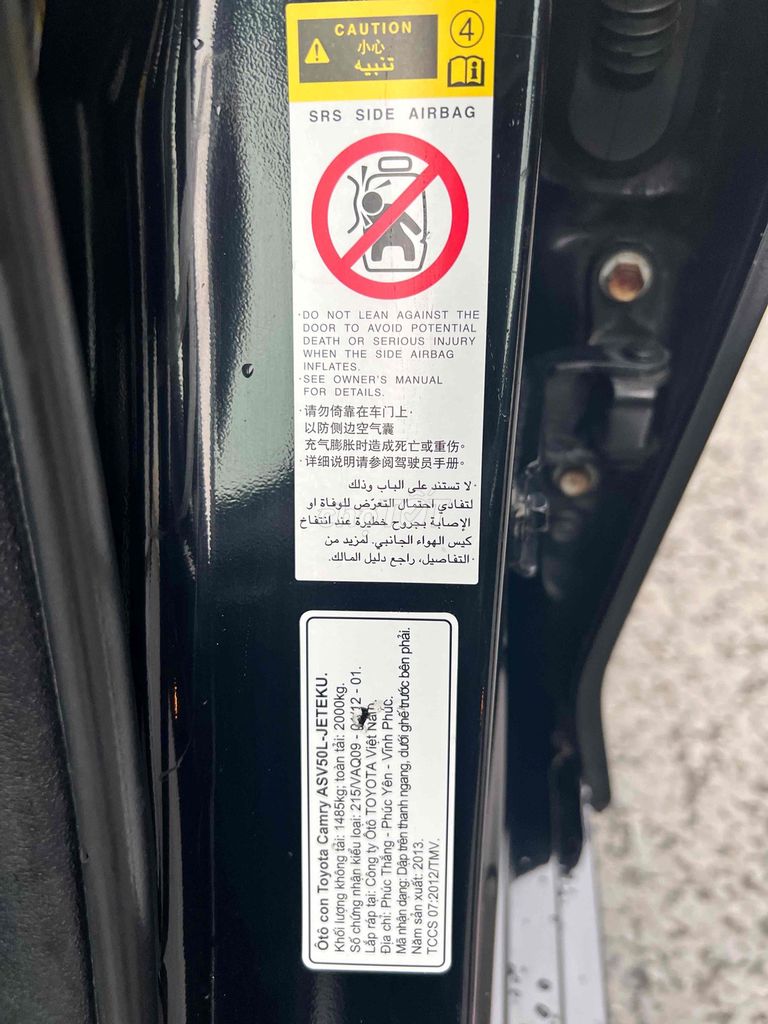 CAUTION
小心
تنبيه
4
SRS SIDE AIRBAG
·DO NOT LEAN AGAINST THE
DOOR TO AVOID POTENTIAL
DEATH OR SERIOUS INJURY
WHEN THE SIDE AIRBAG
INFLATES.
·SEE OWNER'S MANUAL
FOR DETAILS.
·请勿倚靠在车门上·
以防侧边空气囊
充气膨胀时造成死亡或重伤。
·详细说明请参阅驾驶员手册。
·لا تستند على الباب وذلك
لتفادي احتمال التعرّض للوفاة او
الإصابة بجروح خطيرة عند انتفاخ
كيس الهواء الجانبي. لمزيد من
·التفاصيل، راجع دليل المالك.
Ôtô con Toyota Camry ASV50L-JETEKU.
Khối lượng không tải: 1485kg; toàn tải: 2000kg.
Số chứng nhận kiểu loại: 215/VAQ09 - /12 - 01.
Lắp ráp tại: Công ty Ôtô TOYOTA Việt Nam.
Địa chỉ: Phúc Thắng - Phúc Yên - Vĩnh Phúc.
Mã nhận dạng: Dập trên thanh ngang, dưới ghế trước bên phải.
Năm sản xuất: 2013.
TCCS 07:2012/TMV.